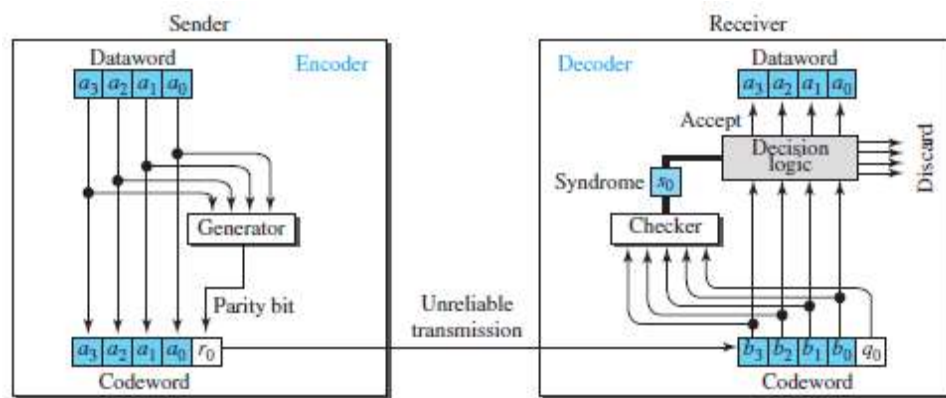 Sender
Encoder
Dataword
a3 a2 a1 a0
Generator
Parity bit
a3 a2 a1 a0 r0
Codeword
Unreliable
transmission
Receiver
Decoder
Dataword
a3 a2 a1 a0
Accept
Decision
logic
Discard
Syndrome s0
Checker
b3 b2 b1 b0 q0
Codeword